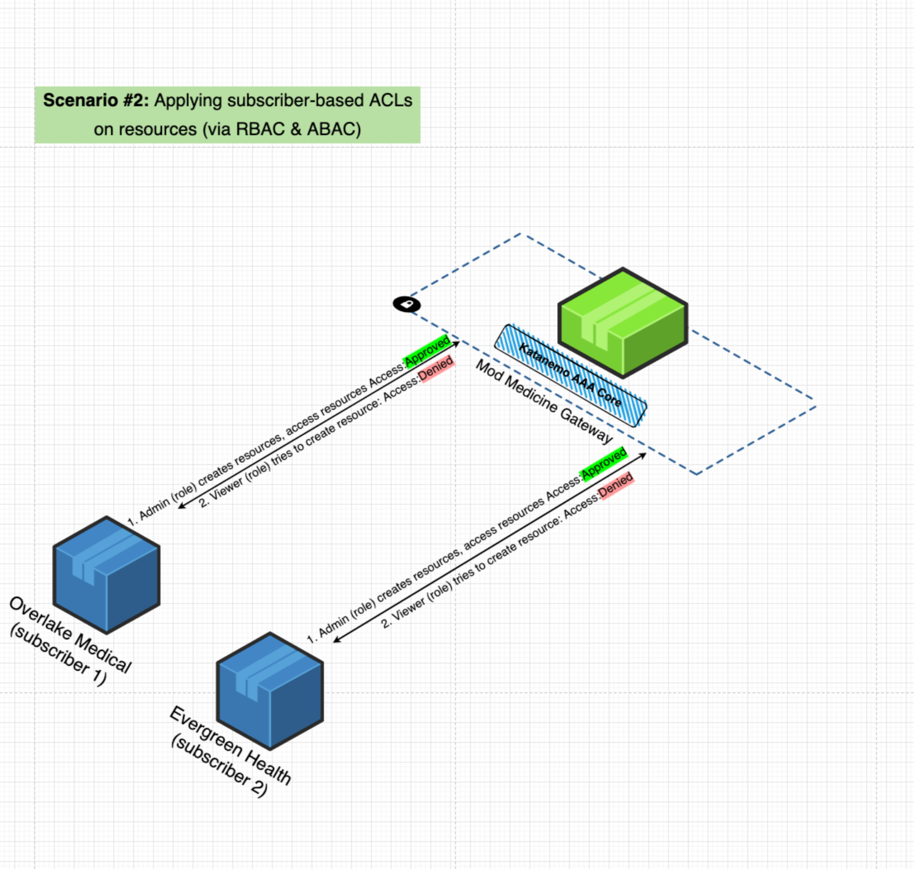 Scenario #2: Applying subscriber-based ACLs
on resources (via RBAC & ABAC)
Katanemo AAA Core
Mod Medicine Gateway
1. Admin (role) creates resources, access resources Access:Approved
2. Viewer (role) tries to create resource: Access:Denied
1. Admin (role) creates resources, access resources Access:Approved
2. Viewer (role) tries to create resource: Access:Denied
Overlake Medical
(subscriber 1)
Evergreen Health
(subscriber 2)